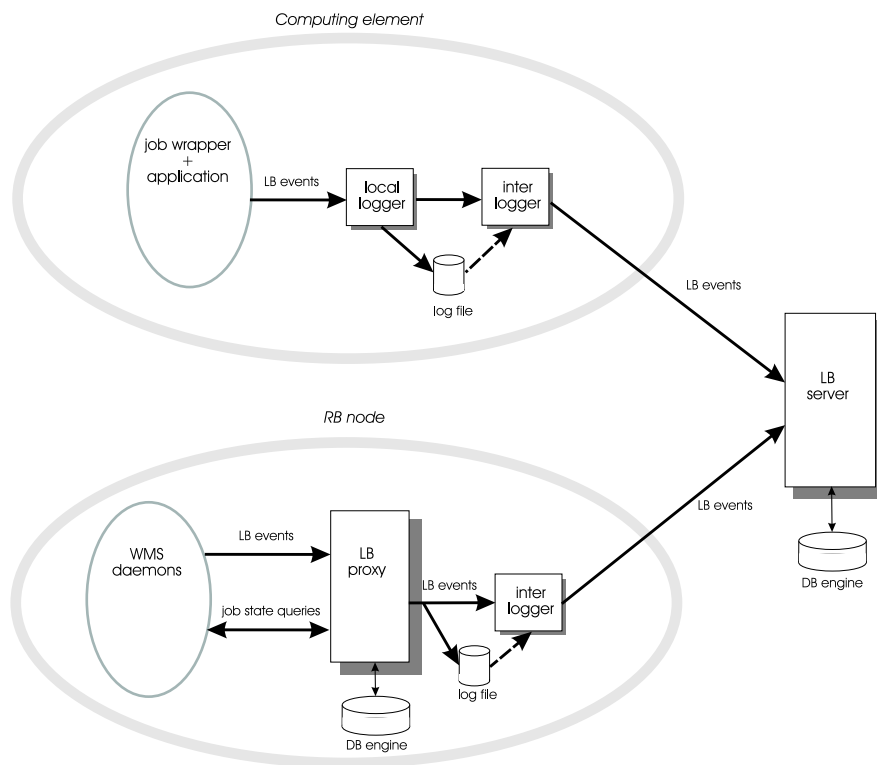 Computing element
job wrapper
+
application
LB events
local
logger
inter
logger
log file
LB events
LB
server
DB engine
RB node
WMS
daemons
LB events
job state queries
LB
proxy
LB events
inter
logger
log file
DB engine
LB events